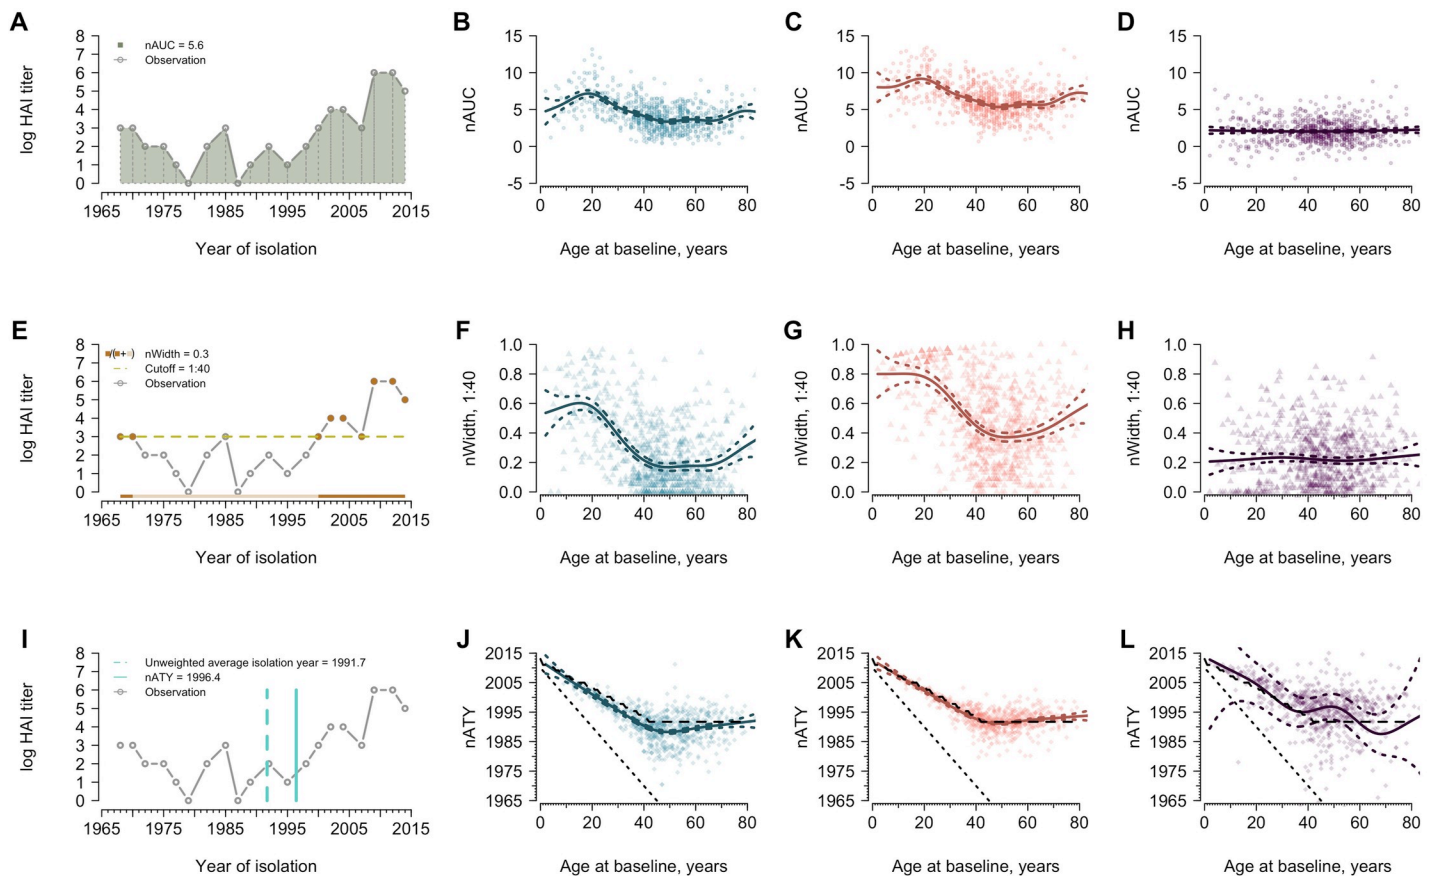 A
log HAI titer
8
7
6
5
4
3
2
1
0
nAUC = 5.6
Observation
1965 1975 1985 1995 2005 2015
Year of isolation
B
nAUC
15
10
5
0
-5
0 20 40 60 80
Age at baseline, years
C
nAUC
15
10
5
0
-5
0 20 40 60 80
Age at baseline, years
D
nAUC
15
10
5
0
-5
0 20 40 60 80
Age at baseline, years
E
log HAI titer
8
7
6
5
4
3
2
1
0
/( + ) nWidth = 0.3
Cutoff = 1:40
Observation
1965 1975 1985 1995 2005 2015
Year of isolation
F
nWidth, 1:40
1.0
0.8
0.6
0.4
0.2
0.0
0 20 40 60 80
Age at baseline, years
G
nWidth, 1:40
1.0
0.8
0.6
0.4
0.2
0.0
0 20 40 60 80
Age at baseline, years
H
nWidth, 1:40
1.0
0.8
0.6
0.4
0.2
0.0
0 20 40 60 80
Age at baseline, years
I
log HAI titer
8
7
6
5
4
3
2
1
0
Unweighted average isolation year = 1991.7
nATY = 1996.4
Observation
1965 1975 1985 1995 2005 2015
Year of isolation
J
nATY
2015
2005
1995
1985
1975
1965
0 20 40 60 80
Age at baseline, years
K
nATY
2015
2005
1995
1985
1975
1965
0 20 40 60 80
Age at baseline, years
L
nATY
2015
2005
1995
1985
1975
1965
0 20 40 60 80
Age at baseline, years